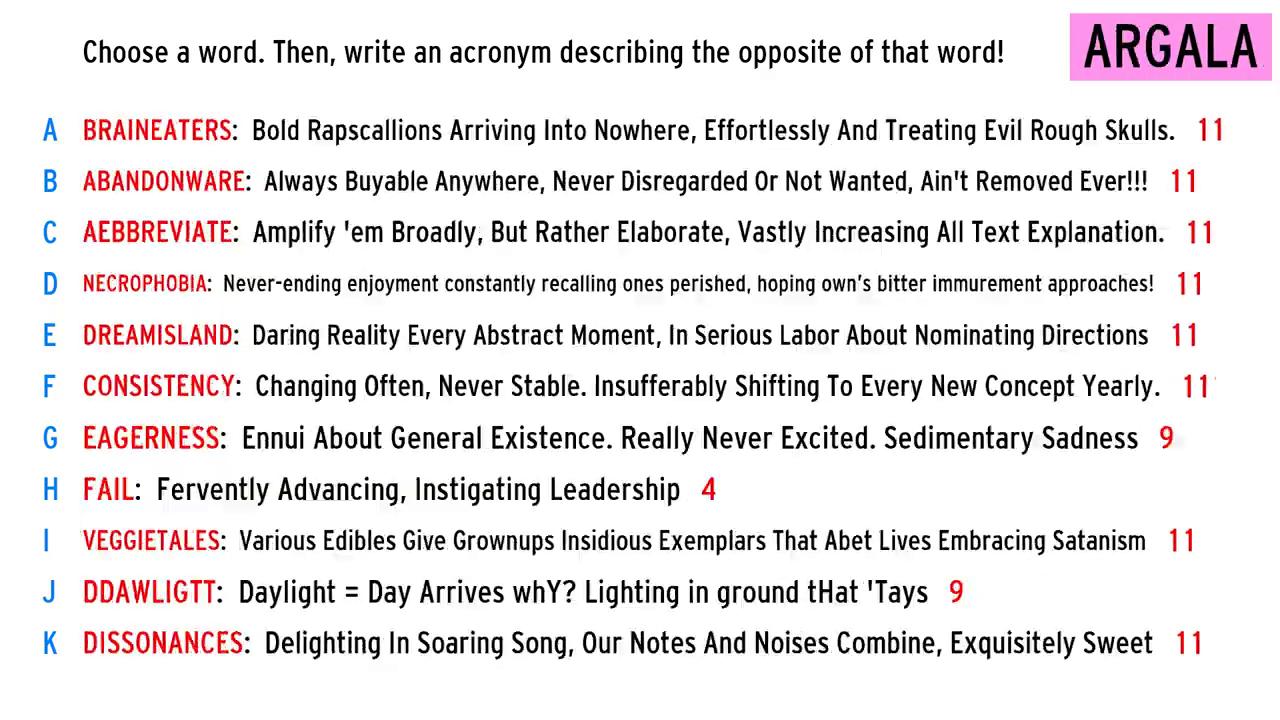 Choose a word. Then, write an acronym describing the opposite of that word!
ARGALA
A BRAINEATERS: Bold Rapscallions Arriving Into Nowhere, Effortlessly And Treating Evil Rough Skulls. 11
B ABANDONWARE: Always Buyable Anywhere, Never Disregarded Or Not Wanted, Ain't Removed Ever!!! 11
C AEBBREVIATE: Amplify 'em Broadly, But Rather Elaborate, Vastly Increasing All Text Explanation. 11
D NECROPHOBIA: Never-ending enjoyment constantly recalling ones perished, hoping own's bitter immurement approaches! 11
E DREAMISLAND: Daring Reality Every Abstract Moment, In Serious Labor About Nominating Directions 11
F CONSISTENCY: Changing Often, Never Stable. Insufferably Shifting To Every New Concept Yearly. 11
G EAGERNESS: Ennui About General Existence. Really Never Excited. Sedimentary Sadness 9
H FAIL: Fervently Advancing, Instigating Leadership 4
I VEGGIETALES: Various Edibles Give Grownups Insidious Exemplars That Abet Lives Embracing Satanism 11
J DDAWLIGTT: Daylight = Day Arrives whY? Lighting in ground tHat 'Tays 9
K DISSONANCES: Delighting In Soaring Song, Our Notes And Noises Combine, Exquisitely Sweet 11